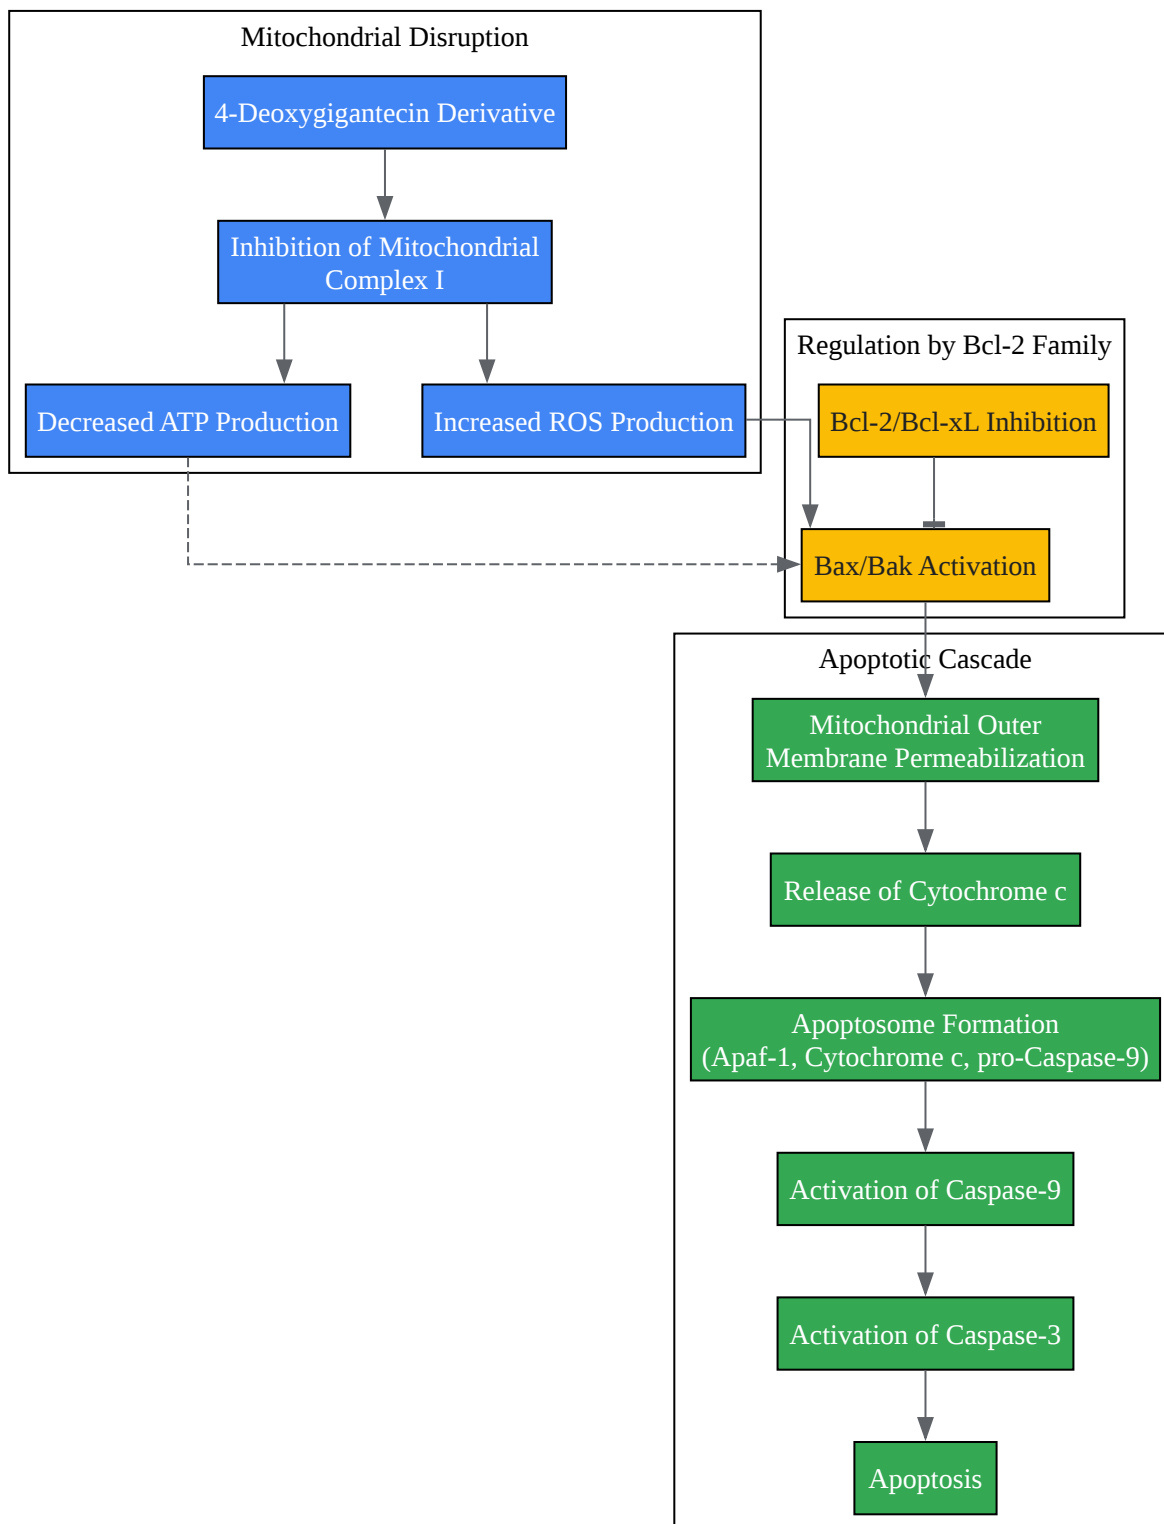 Mitochondrial Disruption
4-Deoxygigantecin Derivative
Inhibition of Mitochondrial
Complex I
Decreased ATP Production
Increased ROS Production
Regulation by Bcl-2 Family
Bcl-2/Bcl-xL Inhibition
Bax/Bak Activation
Apoptotic Cascade
Mitochondrial Outer
Membrane Permeabilization
Release of Cytochrome c
Apoptosome Formation
(Apaf-1, Cytochrome c, pro-Caspase-9)
Activation of Caspase-9
Activation of Caspase-3
Apoptosis